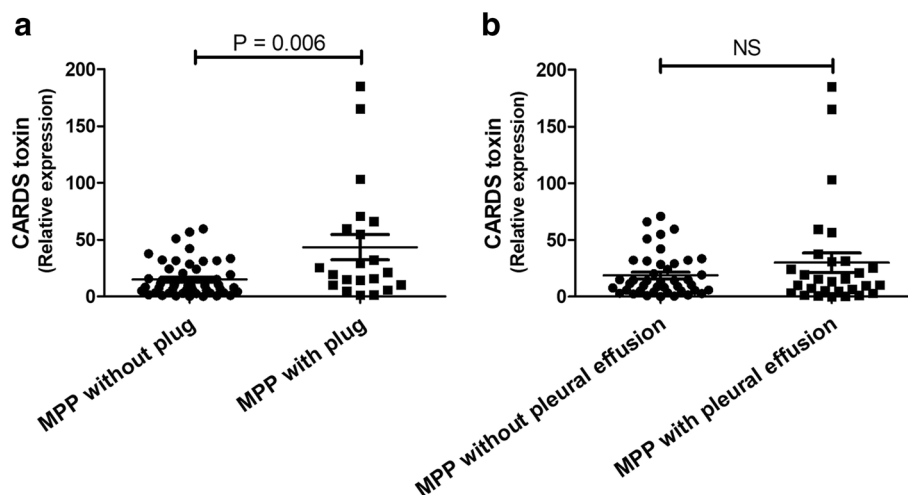 a
P = 0.006
CARDS toxin
(Relative expression)
200
150
100
50
0
MPP without plug
MPP with plug
b
NS
CARDS toxin
(Relative expression)
200
150
100
50
0
MPP without pleural effusion
MPP with pleural effusion